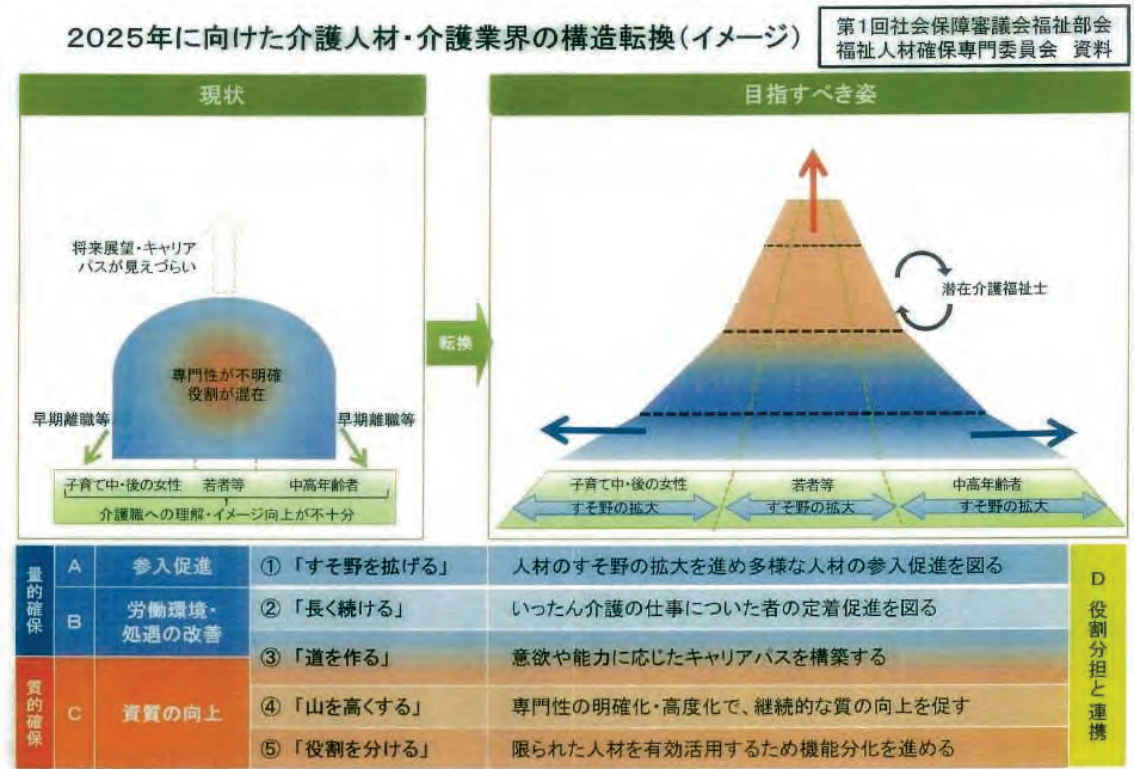 2025年に向けた介護人材・介護業界の構造転換(イメージ)
第1回社会保障審議会福祉部会
福祉人材確保専門委員会 資料
現状
将来展望・キャリア
パスが見えづらい
専門性が不明確
役割が混在
早期離職等
早期離職等
子育て中・後の女性 若者等 中高年齢者
介護職への理解・イメージ向上が不十分
転換
目指すべき姿
潜在介護福祉士
子育て中・後の女性 若者等 中高年齢者
すそ野の拡大 すそ野の拡大 すそ野の拡大
量的確保
A 参入促進 ① 「すそ野を拡げる」 人材のすそ野の拡大を進め多様な人材の参入促進を図る
B 労働環境・
処遇の改善
② 「長く続ける」 いったん介護の仕事についた者の定着促進を図る
③ 「道を作る」 意欲や能力に応じたキャリアパスを構築する
質的確保
C 資質の向上
④ 「山を高くする」 専門性の明確化・高度化で、継続的な質の向上を促す
⑤ 「役割を分ける」 限られた人材を有効活用するため機能分化を進める
D 役割分担と連携